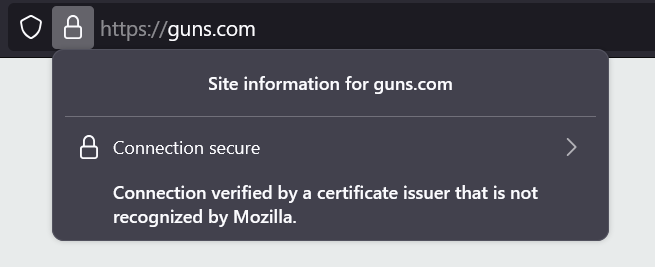 https://guns.com
Site information for guns.com
Connection secure
Connection verified by a certificate issuer that is not
recognized by Mozilla.